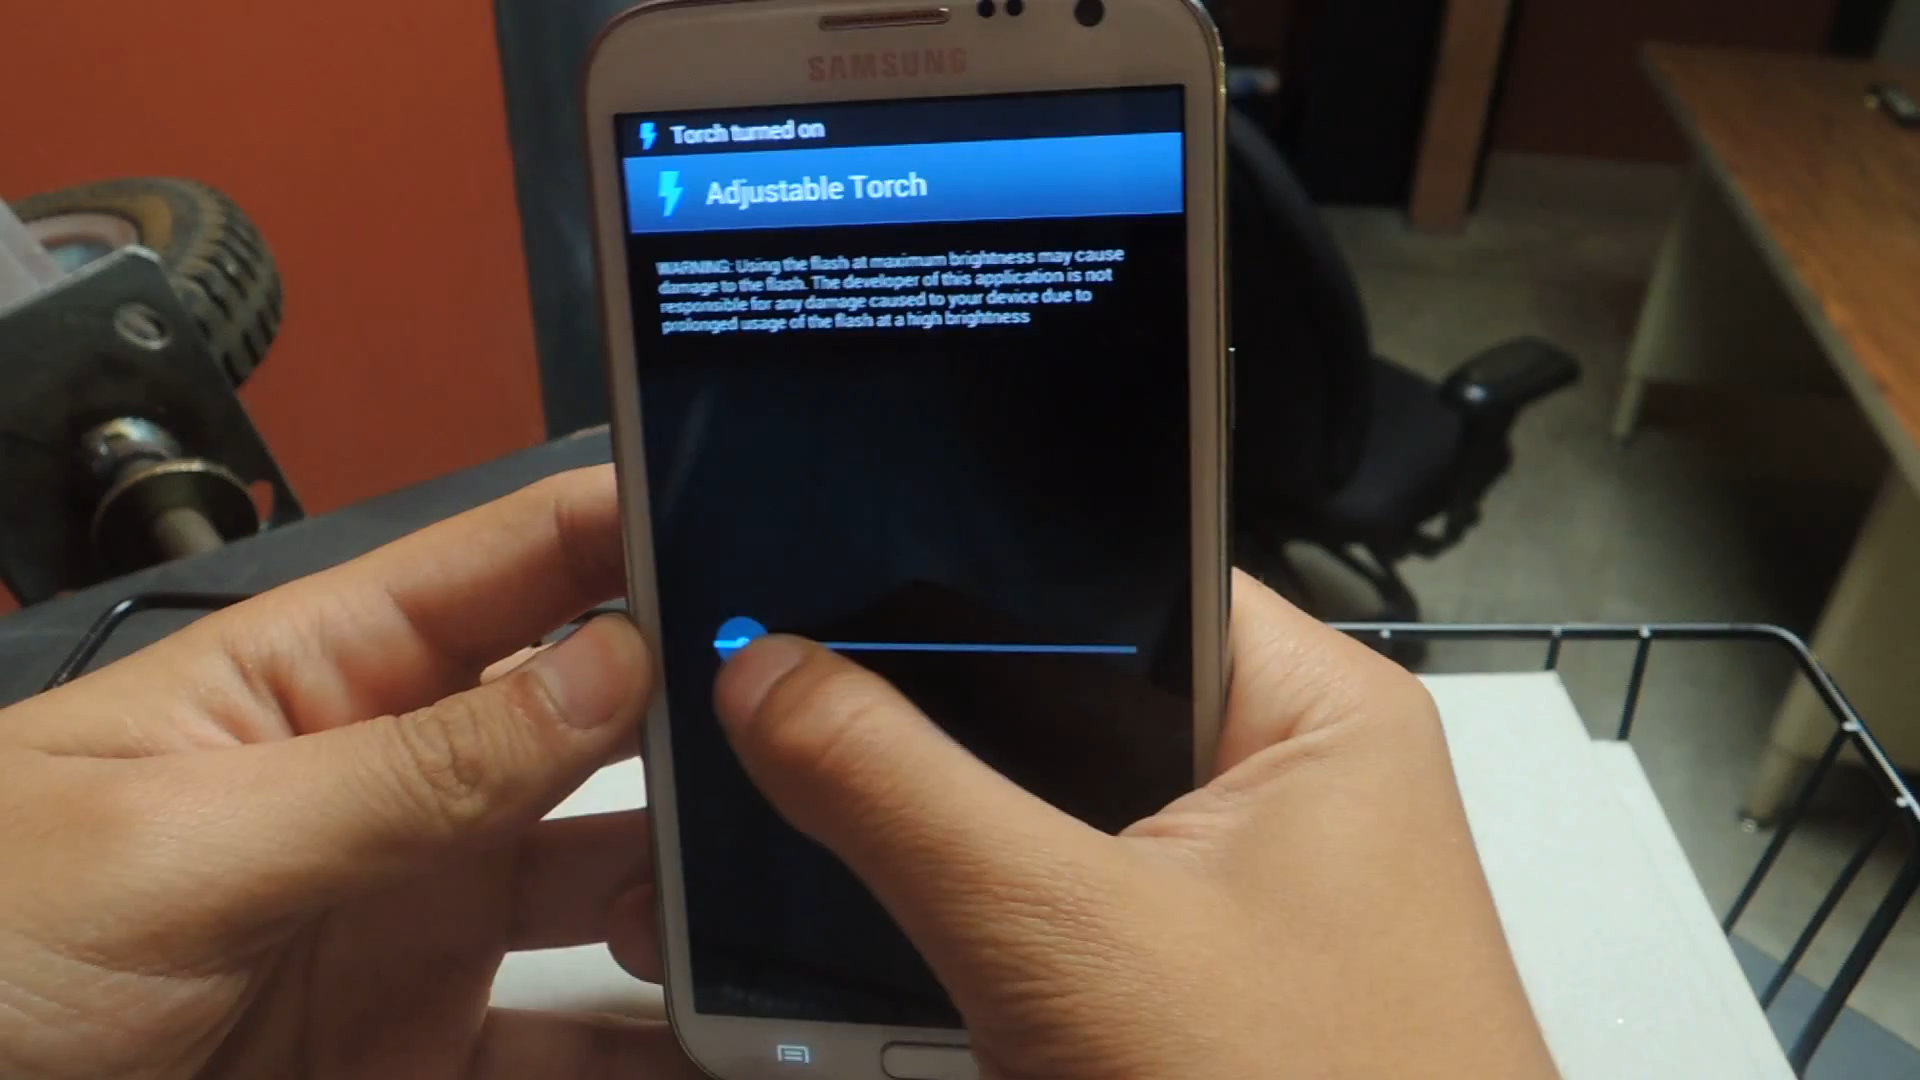 SAMSUNG
Torch turned on
Adjustable Torch
WARNING: Using the flash at maximum brightness may cause
damage to the flash. The developer of this application is not
responsible for any damage caused to your device due to
prolonged usage of the flash at a high brightness